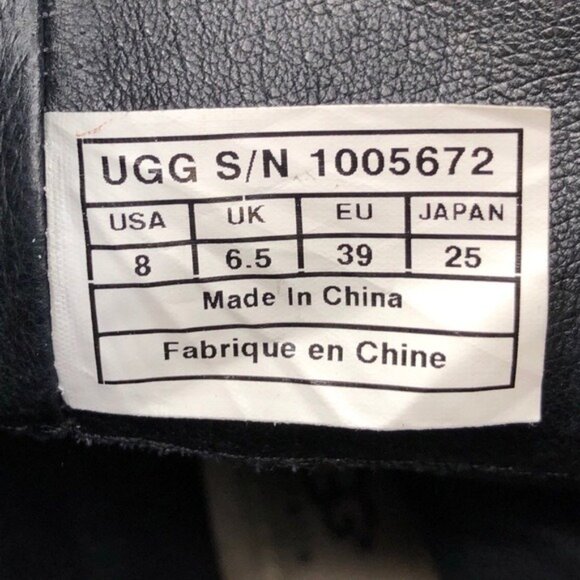 UGG S/N 1005672
USA UK EU JAPAN
8 6.5 39 25
Made In China
Fabrique en Chine